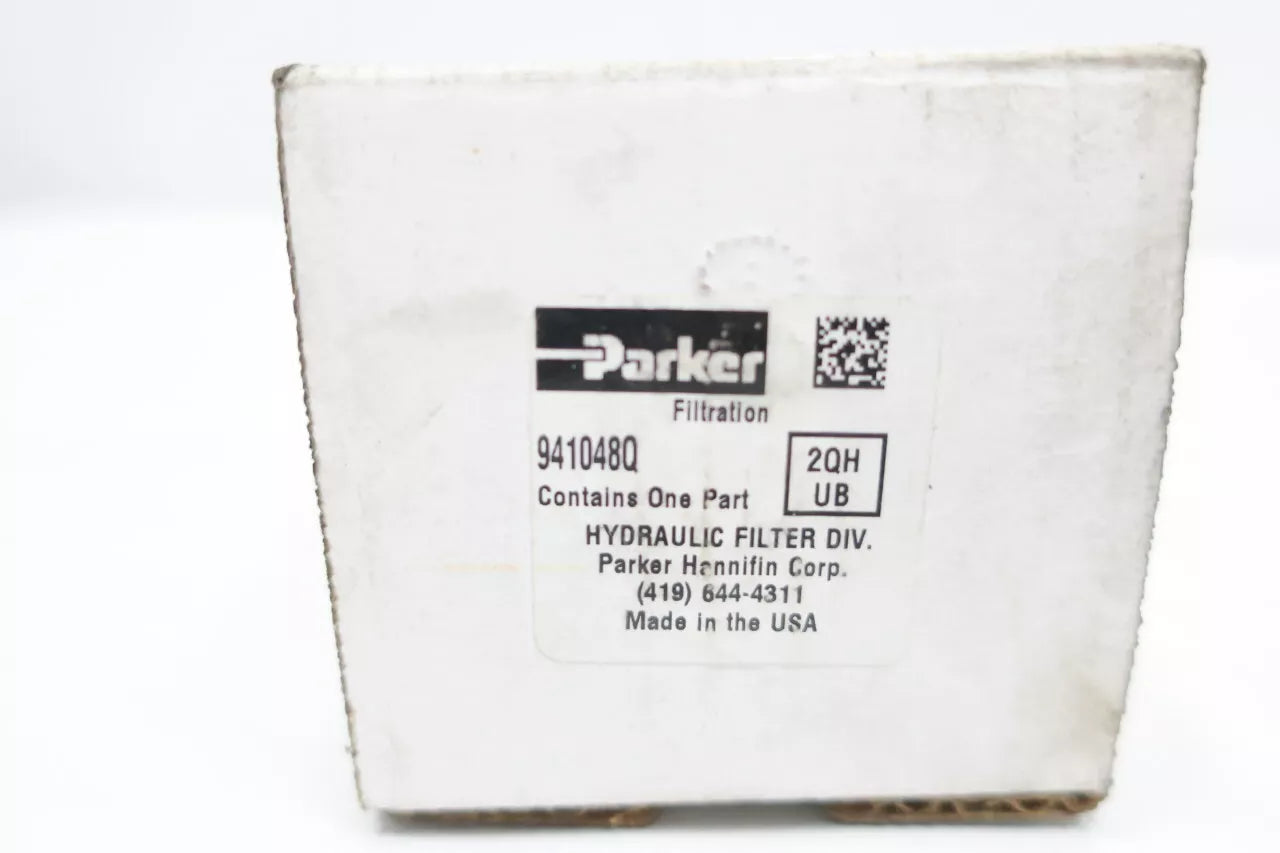 Parker
Filtration
941048Q
2QH
UB
Contains One Part
HYDRAULIC FILTER DIV.
Parker Hannifin Corp.
(419) 644-4311
Made in the USA